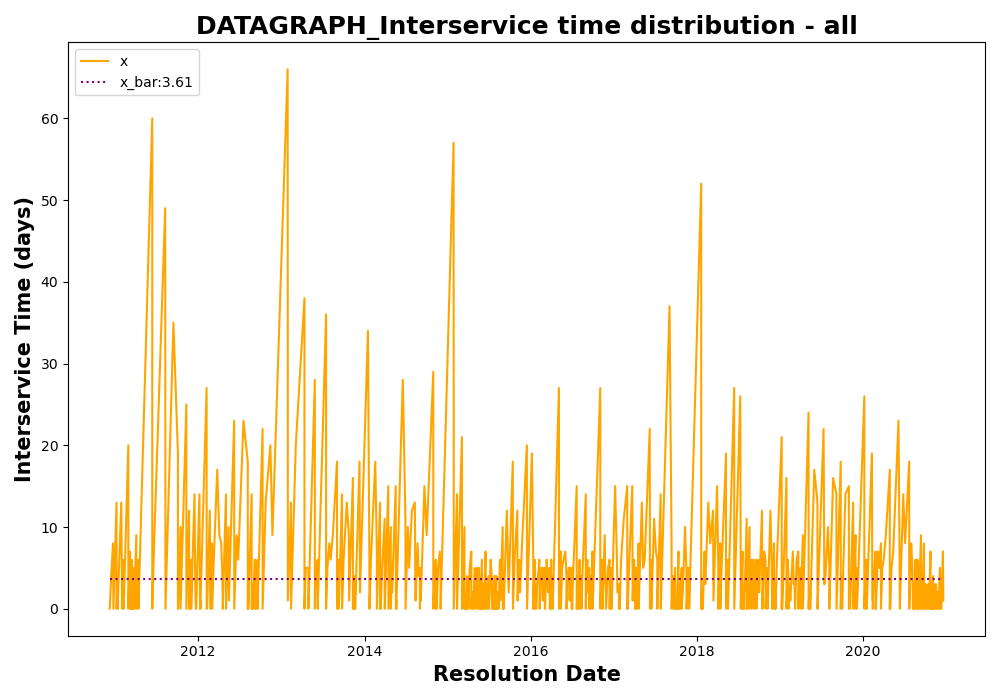 DATAGRAPH_Interservice time distribution - all
x
x_bar:3.61
Interservice Time (days)
60
50
40
30
20
10
0
2012
2014
2016
2018
2020
Resolution Date